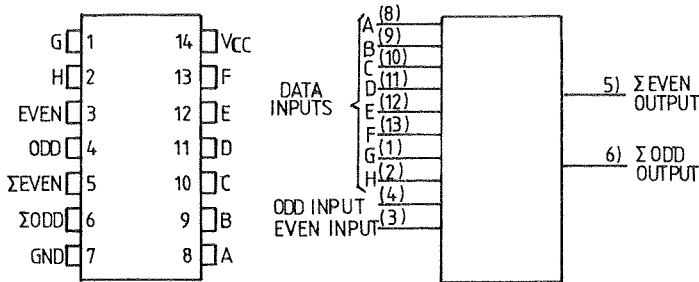 G 1 14 VCC
H 2 13 F
EVEN 3 12 E
ODD 4 11 D
ΣEVEN 5 10 C
ΣODD 6 9 B
GND 7 8 A
DATA
INPUTS
A (8)
B (9)
C (10)
D (11)
E (12)
F (13)
G (1)
H (2)
ODD INPUT (4)
EVEN INPUT (3)
5) Σ EVEN
OUTPUT
6) Σ ODD
OUTPUT